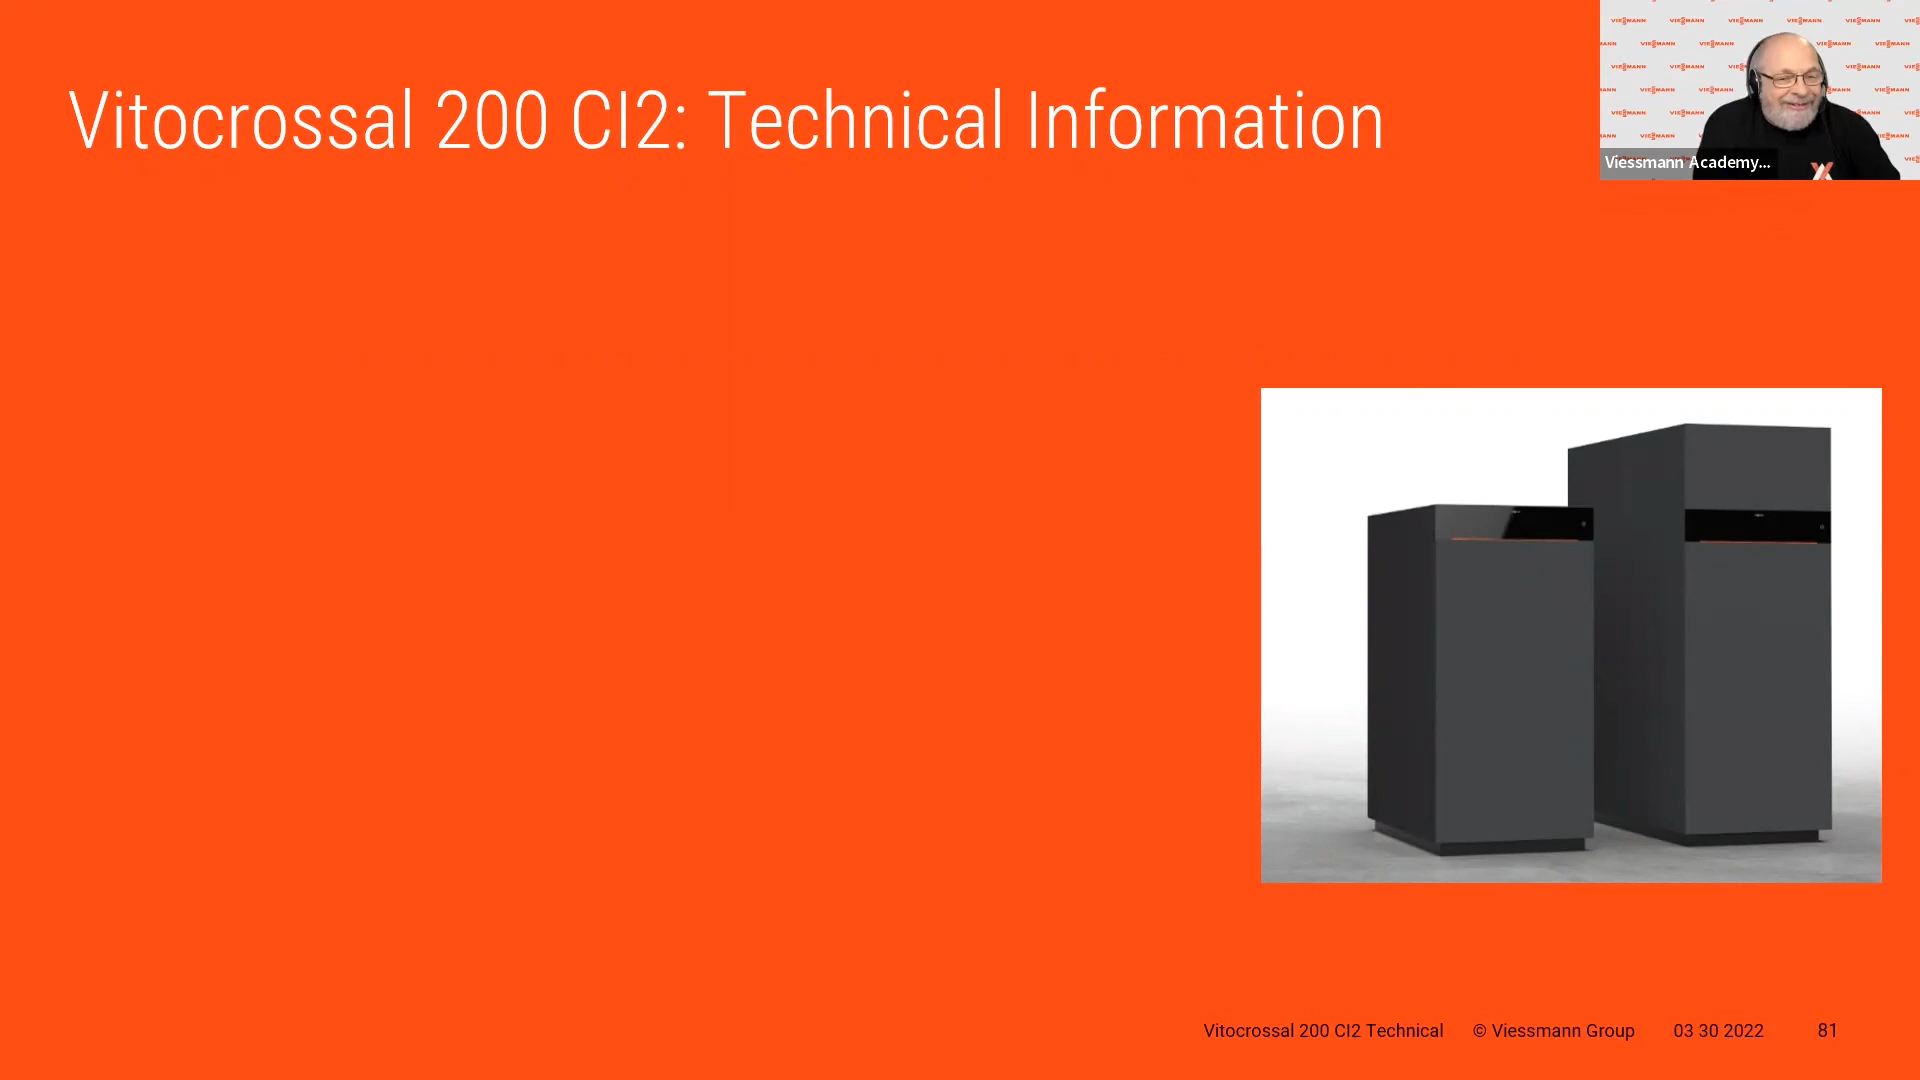 Vitocrossal 200 CI2: Technical Information
Viessmann Academy...
Vitocrossal 200 CI2 Technical © Viessmann Group 03 30 2022 81